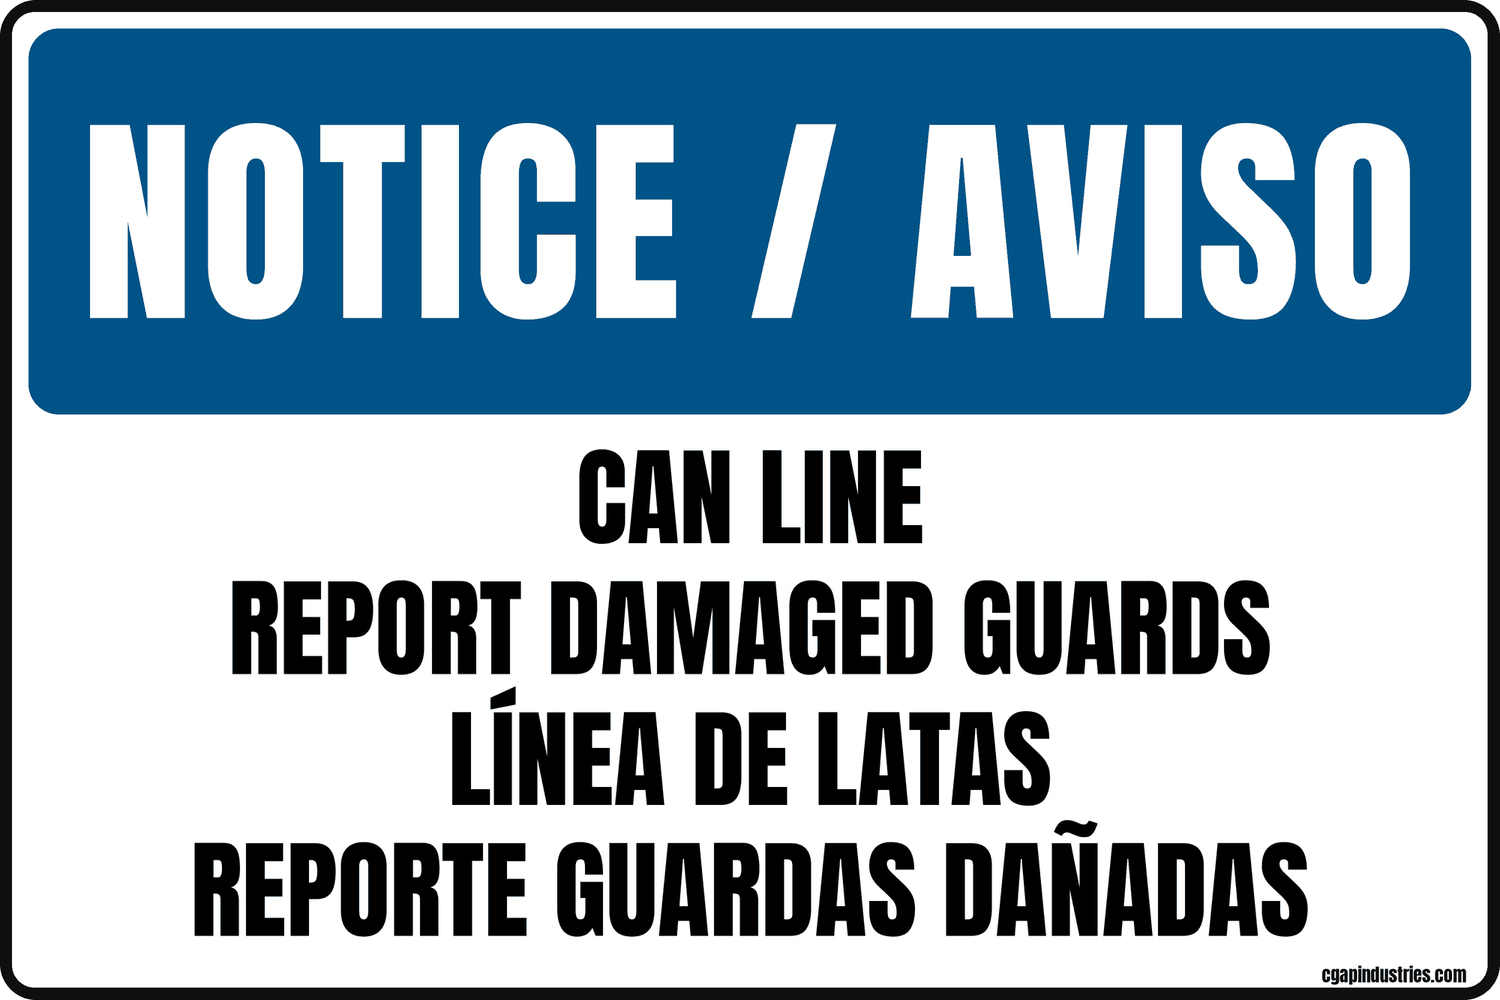 NOTICE / AVISO
CAN LINE
REPORT DAMAGED GUARDS
LÍNEA DE LATAS
REPORTE GUARDAS DAÑADAS
cgapindustries.com